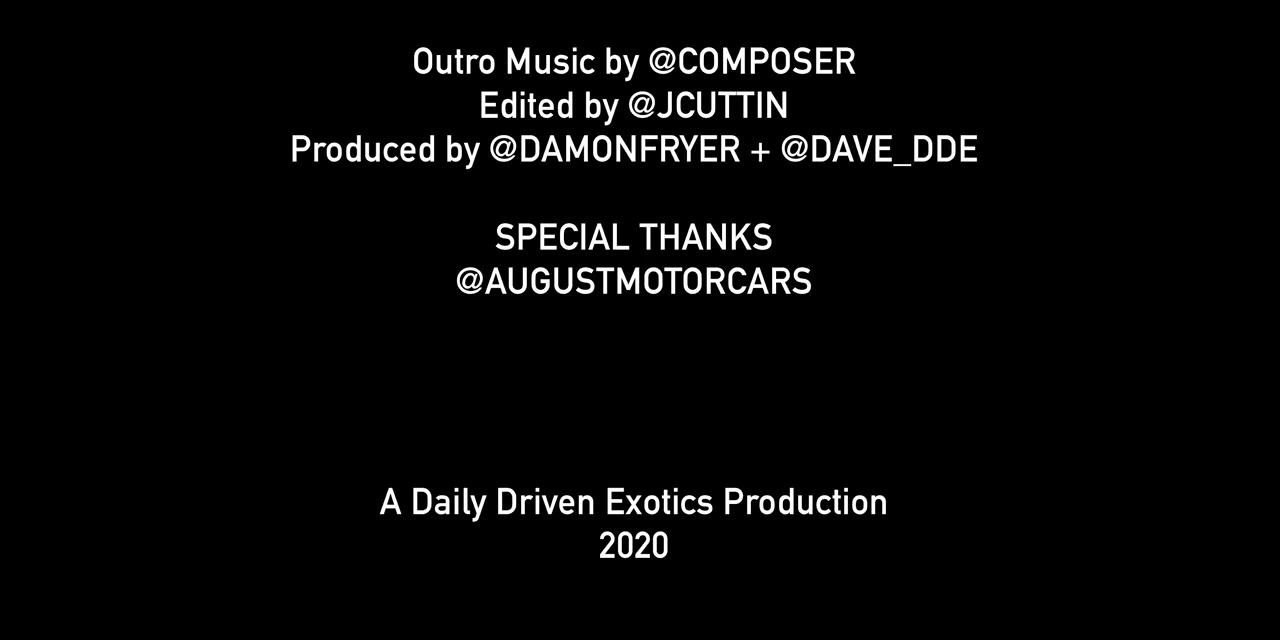 Outro Music by @COMPOSER
Edited by @JCUTTIN
Produced by @DAMONFRYER + @DAVE_DDE
SPECIAL THANKS
@AUGUSTMOTORCARS
A Daily Driven Exotics Production
2020